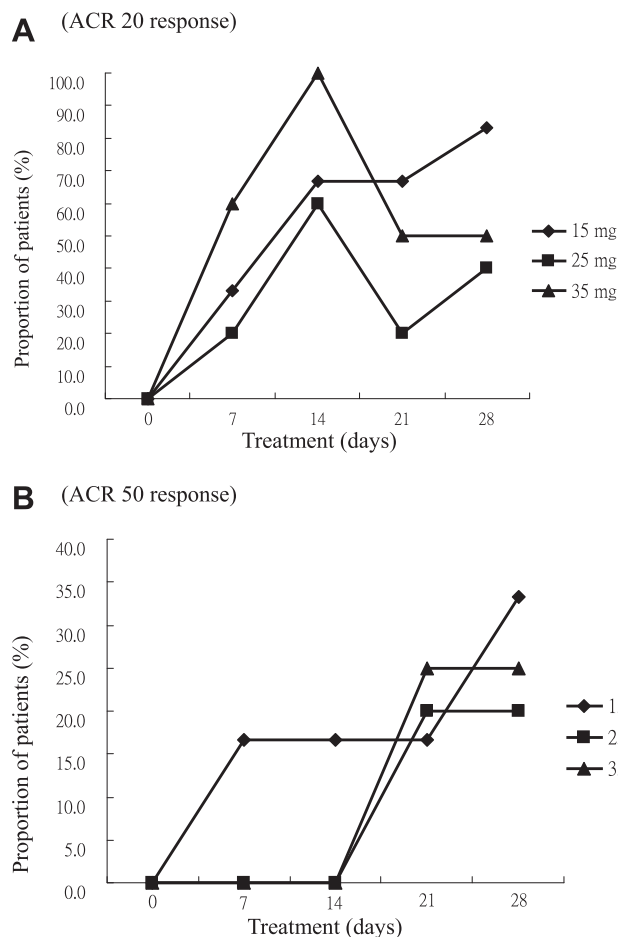 A (ACR 20 response)
100.0
90.0
80.0
70.0
60.0
50.0
40.0
30.0
20.0
10.0
0.0
Proportion of patients (%)
0 7 14 21 28
Treatment (days)
15 mg
25 mg
35 mg
B (ACR 50 response)
40.0
35.0
30.0
25.0
20.0
15.0
10.0
5.0
0.0
Proportion of patients (%)
0 7 14 21 28
Treatment (days)
1
2
3